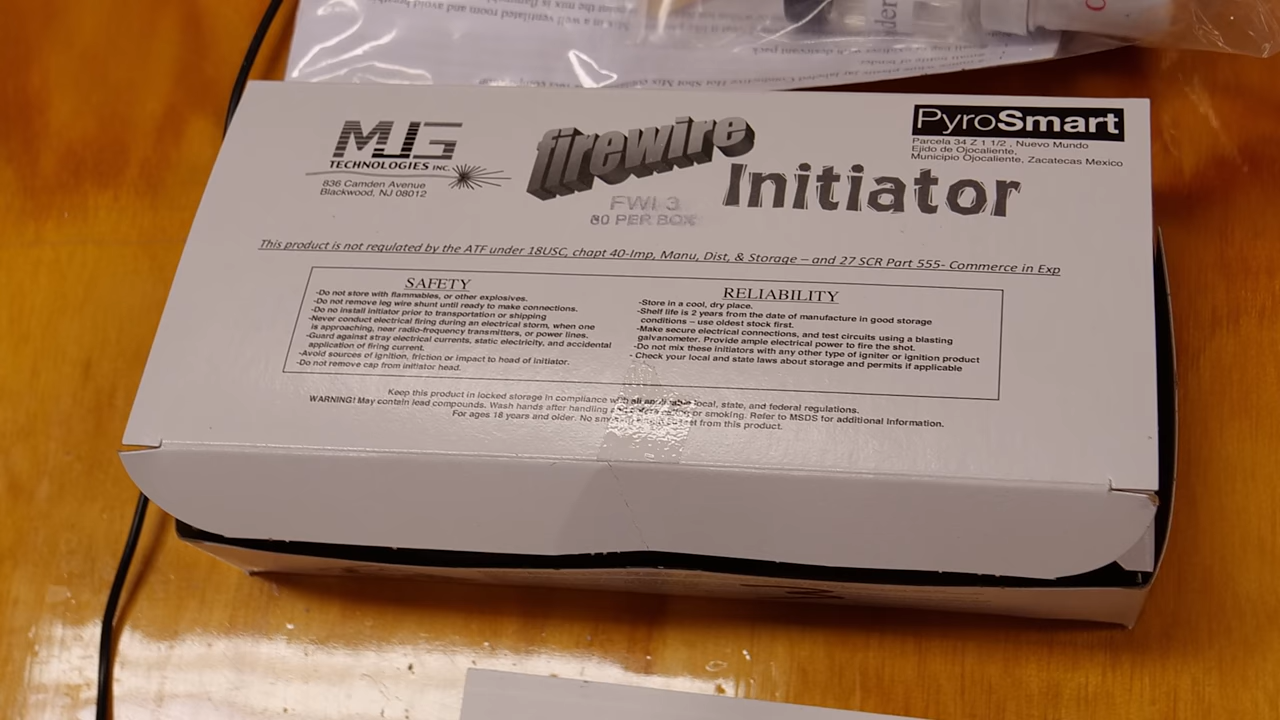 MJG
TECHNOLOGIES INC.
836 Camden Avenue
Blackwood, NJ 08012
firewire
Initiator
FWI 3
80 PER BOX
PyroSmart
Parcela 34 Z 1 1/2 , Nuevo Mundo
Ejido de Ojocaliente,
Municipio Ojocaliente, Zacatecas Mexico
This product is not regulated by the ATF under 18USC, chapt 40-Imp, Manu, Dist, & Storage – and 27 SCR Part 555- Commerce in Exp
SAFETY
-Do not store with flammables, or other explosives.
-Do not remove leg wire shunt until ready to make connections.
-Do no install initiator prior to transportation or shipping
-Never conduct electrical firing during an electrical storm, when one
is approaching, near radio-frequency transmitters, or power lines.
-Guard against stray electrical currents, static electricity, and accidental
application of firing current.
-Avoid sources of ignition, friction or impact to head of initiator.
-Do not remove cap from initiator head.
RELIABILITY
-Store in a cool, dry place.
-Shelf life is 2 years from the date of manufacture in good storage
conditions – use oldest stock first.
-Make secure electrical connections, and test circuits using a blasting
galvanometer. Provide ample electrical power to fire the shot.
-Do not mix these initiators with any other type of igniter or ignition product
- Check your local and state laws about storage and permits if applicable
Keep this product in locked storage in compliance with all applicable local, state, and federal regulations.
WARNING! May contain lead compounds. Wash hands after handling and before eating or smoking. Refer to MSDS for additional information.
For ages 18 years and older. No from this product.